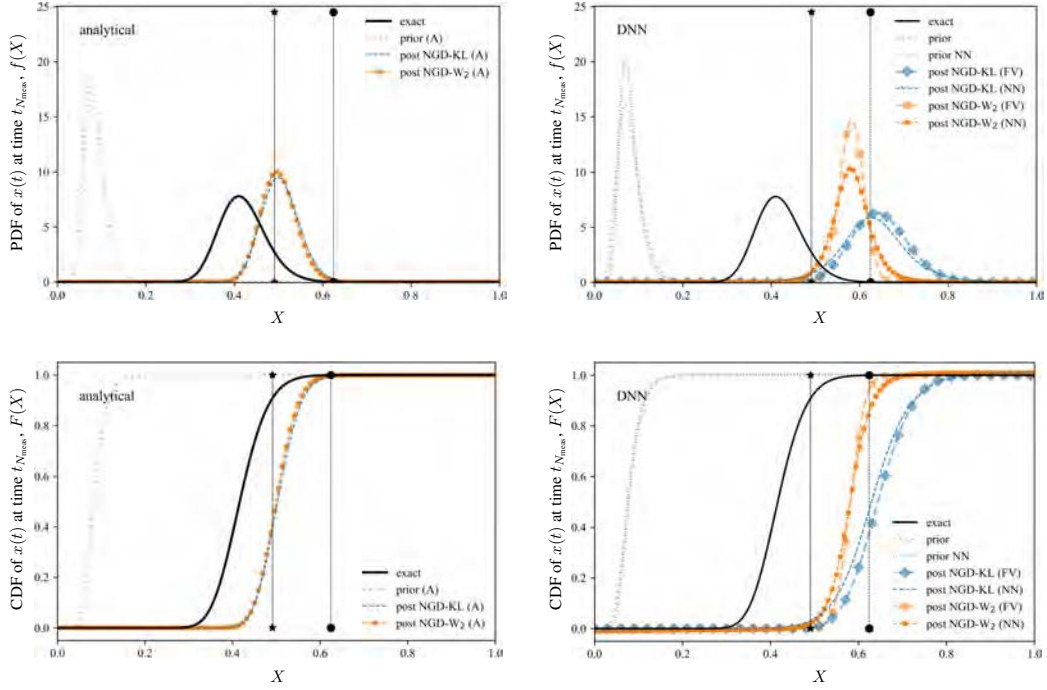 analytical
exact
prior (A)
post NGD-KL (A)
post NGD-W₂ (A)
PDF of x(t) at time t_{N_meas}, f(X)
25
20
15
10
5
0
0.0 0.2 0.4 0.6 0.8 1.0
X
DNN
exact
prior
prior NN
post NGD-KL (FV)
post NGD-KL (NN)
post NGD-W₂ (FV)
post NGD-W₂ (NN)
PDF of x(t) at time t_{N_meas}, f(X)
25
20
15
10
5
0
0.0 0.2 0.4 0.6 0.8 1.0
X
analytical
CDF of x(t) at time t_{N_meas}, F(X)
1.0
0.8
0.6
0.4
0.2
0.0
exact
prior (A)
post NGD-KL (A)
post NGD-W₂ (A)
0.0 0.2 0.4 0.6 0.8 1.0
X
DNN
CDF of x(t) at time t_{N_meas}, F(X)
1.0
0.8
0.6
0.4
0.2
0.0
exact
prior
prior NN
post NGD-KL (FV)
post NGD-KL (NN)
post NGD-W₂ (FV)
post NGD-W₂ (NN)
0.0 0.2 0.4 0.6 0.8 1.0
X